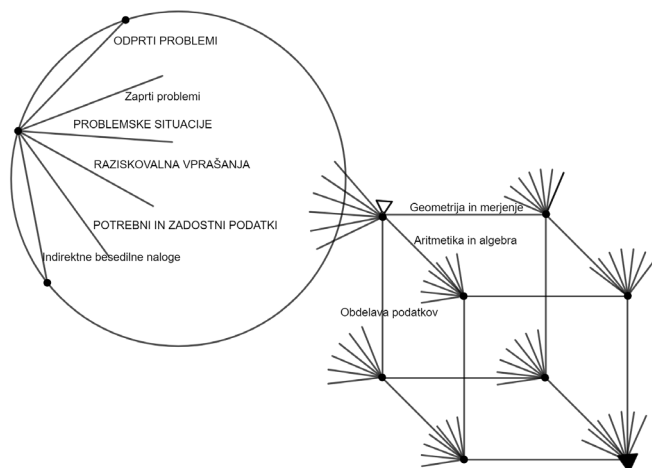 ODPRTI PROBLEMI
Zaprti problemi
PROBLEMSKE SITUACIJE
RAZISKOVALNA VPRAŠANJA
POTREBNI IN ZADOSTNI PODATKI
Indirektne besedilne naloge
Geometrija in merjenje
Aritmetika in algebra
Obdelava podatkov